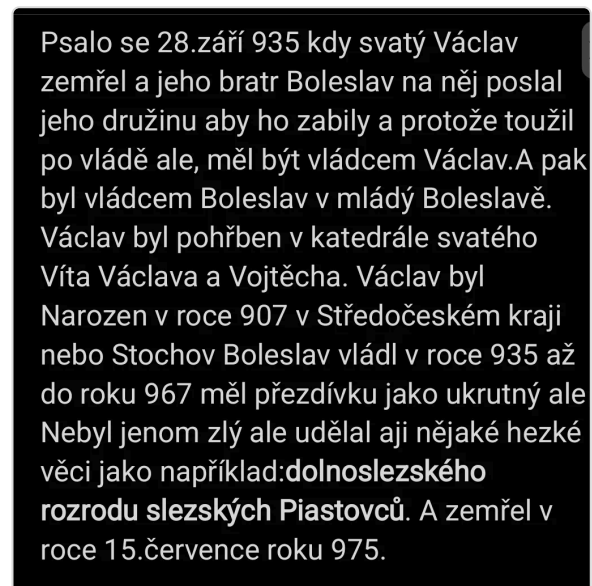 Psalo se 28.září 935 kdy svatý Václav
zemřel a jeho bratr Boleslav na něj poslal
jeho družinu aby ho zabily a protože toužil
po vládě ale, měl být vládcem Václav.A pak
byl vládcem Boleslav v mládý Boleslavě.
Václav byl pohřben v katedrále svatého
Víta Václava a Vojtěcha. Václav byl
Narozen v roce 907 v Středočeském kraji
nebo Stochov Boleslav vládl v roce 935 až
do roku 967 měl přezdívku jako ukrutný ale
Nebyl jenom zlý ale udělal aji nějaké hezké
věci jako například:dolnoslezského
rozrodu slezských Piastovců. A zemřel v
roce 15.července roku 975.